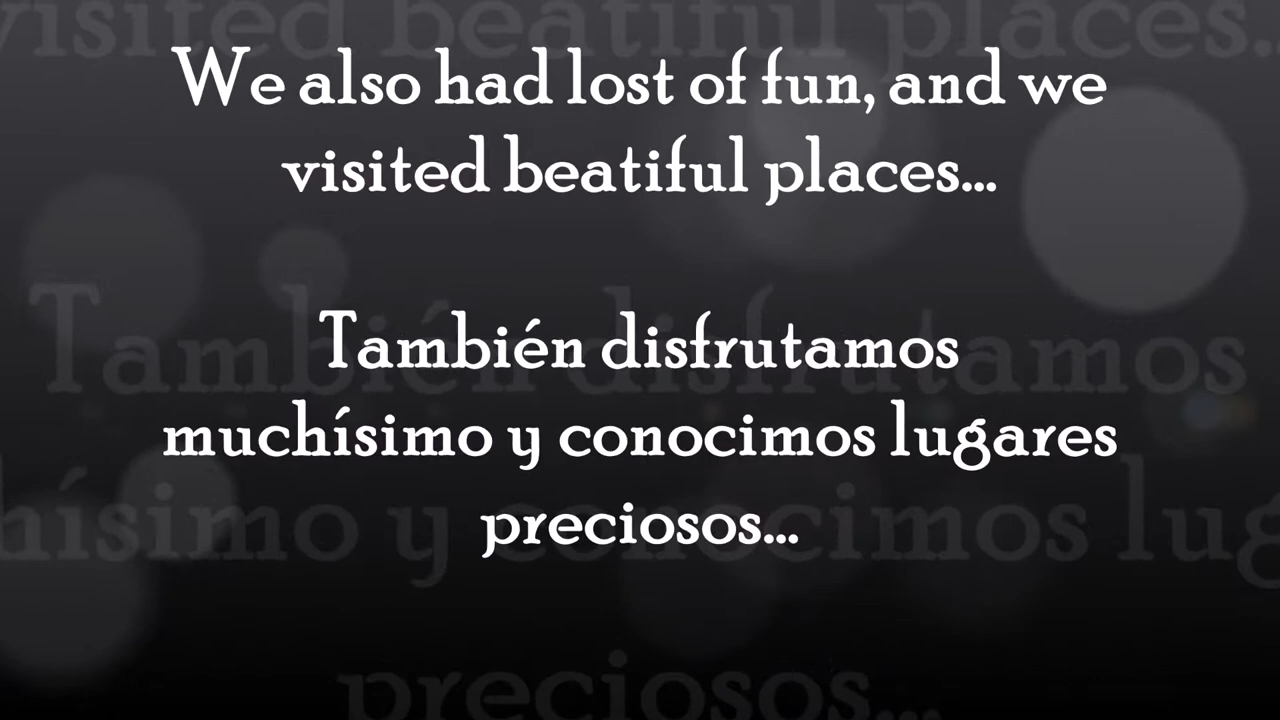 We also had lost of fun, and we
visited beatiful places...
También disfrutamos
muchísimo y conocimos lugares
preciosos...